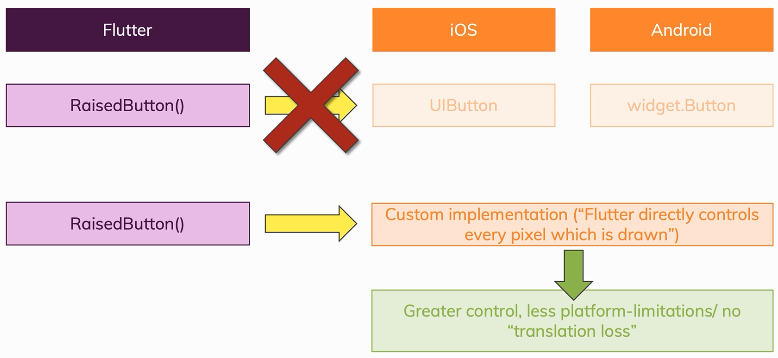 Flutter
iOS
Android
RaisedButton()
UIButton
widget.Button
RaisedButton()
Custom implementation (“Flutter directly controls
every pixel which is drawn”)
Greater control, less platform-limitations/ no
“translation loss”